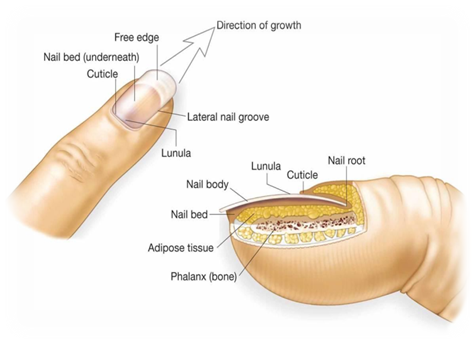 Direction of growth
Free edge
Nail bed (underneath)
Cuticle
Lateral nail groove
Lunula
Nail root
Lunula
Cuticle
Nail body
Nail bed
Adipose tissue
Phalanx (bone)